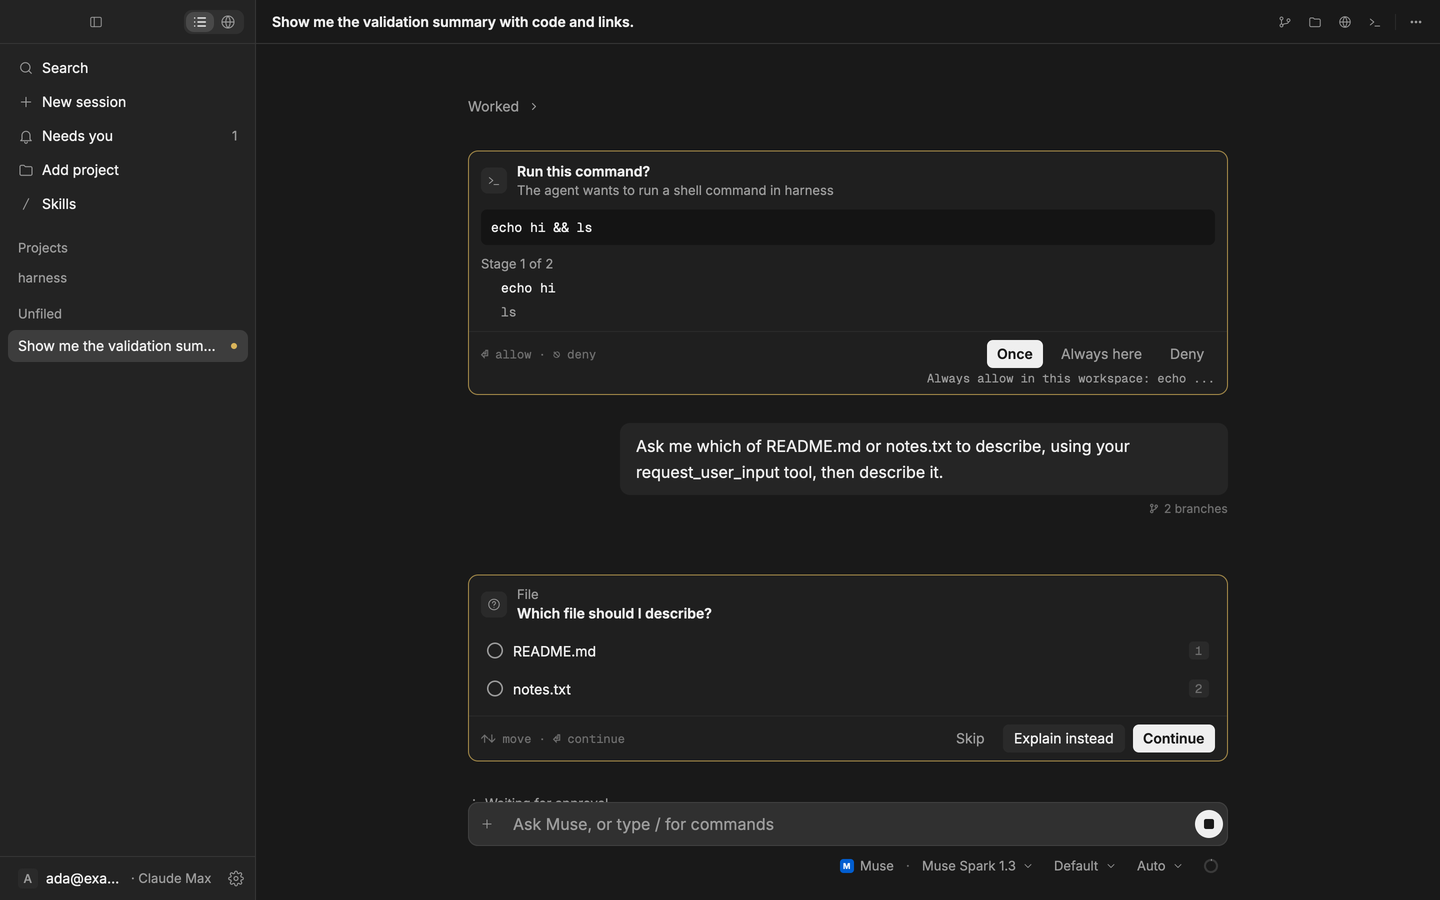 Show me the validation summary with code and links.
Search
New session
Needs you 1
Add project
Skills
Projects
harness
Unfiled
Show me the validation sum...
A ada@exa... · Claude Max
Worked
Run this command?
The agent wants to run a shell command in harness
echo hi && ls
Stage 1 of 2
echo hi
ls
allow · deny
Once Always here Deny
Always allow in this workspace: echo ...
Ask me which of README.md or notes.txt to describe, using your
request_user_input tool, then describe it.
2 branches
File
Which file should I describe?
README.md 1
notes.txt 2
move · continue
Skip Explain instead Continue
Waiting for approval
Ask Muse, or type / for commands
M Muse · Muse Spark 1.3 Default Auto